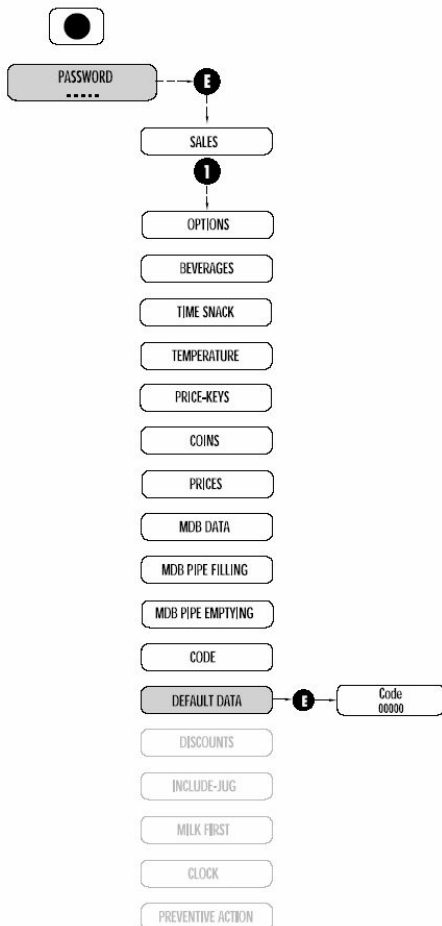 PASSWORD
.....
E
SALES
1
OPTIONS
BEVERAGES
TIME SNACK
TEMPERATURE
PRICE-KEYS
COINS
PRICES
MDB DATA
MDB PIPE FILLING
MDB PIPE EMPTYING
CODE
DEFAULT DATA
E
Code
00000
DISCOUNTS
INCLUDE-JUG
MILK FIRST
CLOCK
PREVENTIVE ACTION